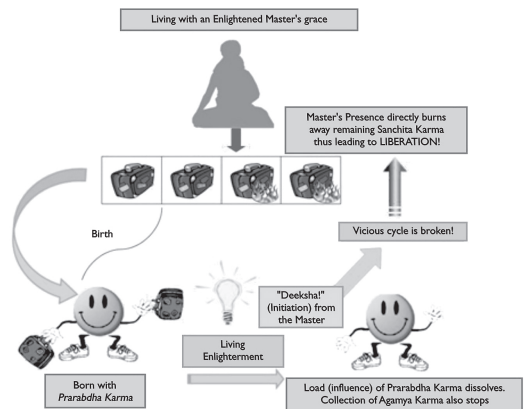 Living with an Enlightened Master's grace
Master's Presence directly burns
away remaining Sanchita Karma
thus leading to LIBERATION!
Birth
Vicious cycle is broken!
"Deeksha!"
(Initiation) from
the Master
Living
Enlighterment
Born with
Prarabdha Karma
Load (influence) of Prarabdha Karma dissolves.
Collection of Agamya Karma also stops